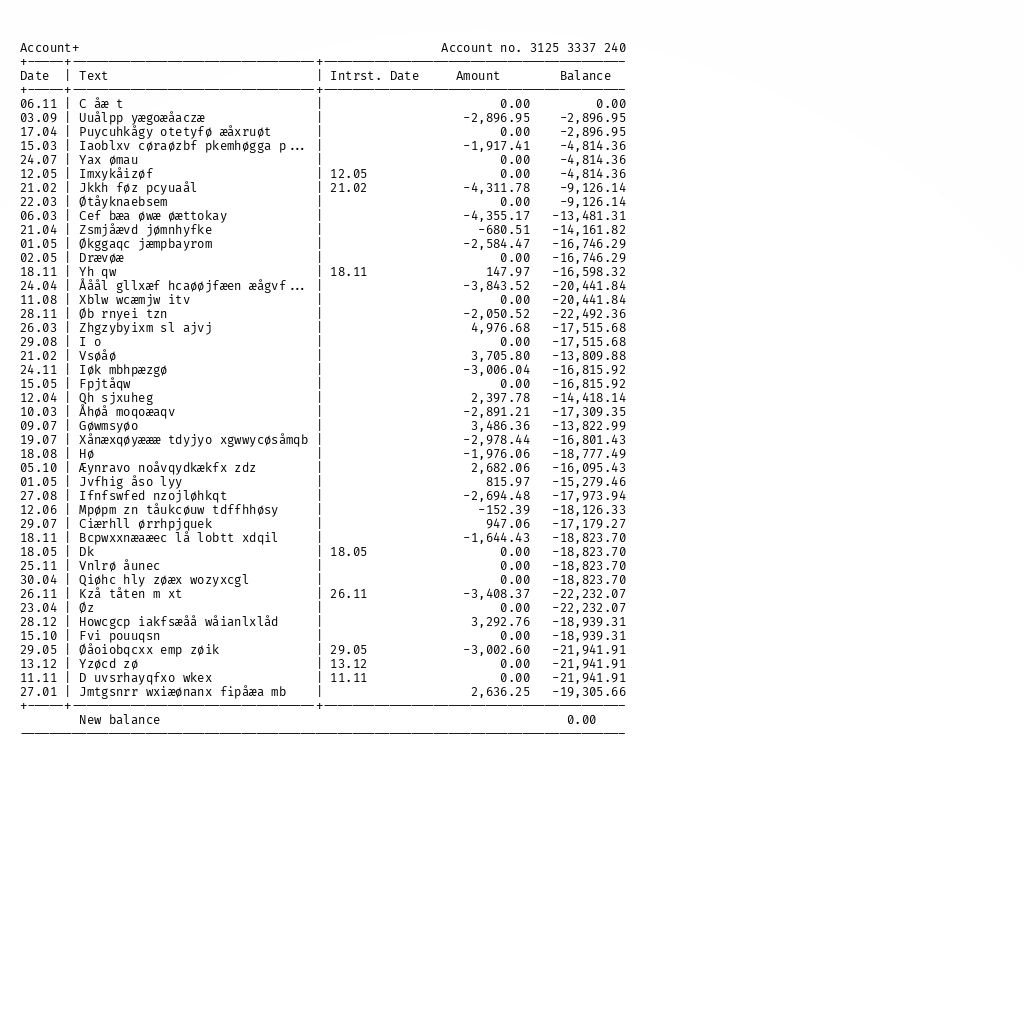 Account+ Account no. 3125 3337 240
Date | Text | Intrst. Date Amount Balance
06.11 | C åæ t | 0.00 0.00
03.09 | Uuålpp yægoæåaczæ | -2,896.95 -2,896.95
17.04 | Puycuhkågy otetyfø æåxruøt | 0.00 -2,896.95
15.03 | Iaoblxv cøraøzbf pkemhøgga p... | -1,917.41 -4,814.36
24.07 | Yax ømau | 0.00 -4,814.36
12.05 | Imxykåizøf | 12.05 0.00 -4,814.36
21.02 | Jkkh føz pcyuaål | 21.02 -4,311.78 -9,126.14
22.03 | Øtåyknaebsem | 0.00 -9,126.14
06.03 | Cef bæa øwæ øættokay | -4,355.17 -13,481.31
21.04 | Zsmjåævd jømnhyfke | -680.51 -14,161.82
01.05 | Økggaqc jæmpbayrom | -2,584.47 -16,746.29
02.05 | Drævøæ | 0.00 -16,746.29
18.11 | Yh qw | 18.11 147.97 -16,598.32
24.04 | Äåål gllxæf hcaøøjfæen æågvf... | -3,843.52 -20,441.84
11.08 | Xblw wcæmjw itv | 0.00 -20,441.84
28.11 | Øb rnyei tzn | -2,050.52 -22,492.36
26.03 | Zhgzybyixm sl ajvj | 4,976.68 -17,515.68
29.08 | I o | 0.00 -17,515.68
21.02 | Vsøåø | 3,705.80 -13,809.88
24.11 | Iøk mbhpæzgø | -3,006.04 -16,815.92
15.05 | Fpjtåqw | 0.00 -16,815.92
12.04 | Qh sjxuheg | 2,397.78 -14,418.14
10.03 | Åhøå moqoæaqv | -2,891.21 -17,309.35
09.07 | Gøwmsyøo | 3,486.36 -13,822.99
19.07 | Xånæxqøyæææ tdyjyo xgwwycøsåmqb | -2,978.44 -16,801.43
18.08 | Hø | -1,976.06 -18,777.49
05.10 | Æynravo noåvqydkækfx zdz | 2,682.06 -16,095.43
01.05 | Jvfhig åso lyy | 815.97 -15,279.46
27.08 | Ifnfswfed nzojløhkqt | -2,694.48 -17,973.94
12.06 | Mpøpm zn tåukcøuw tdffhhøsy | -152.39 -18,126.33
29.07 | Ciærhll ørrhpjquek | 947.06 -17,179.27
18.11 | Bcpwxxnæaæec lå lobtt xdqil | -1,644.43 -18,823.70
18.05 | Dk | 18.05 0.00 -18,823.70
25.11 | Vnlrø åunec | 0.00 -18,823.70
30.04 | Qiøhc hly zøæx wozyxcgl | 0.00 -18,823.70
26.11 | Kzå tåten m xt | 26.11 -3,408.37 -22,232.07
23.04 | Øz | 0.00 -22,232.07
28.12 | Howcgcp iakfsæåå wåianlxlåd | 3,292.76 -18,939.31
15.10 | Fvi pouuqsn | 0.00 -18,939.31
29.05 | Øåoiobqcxx emp zøik | 29.05 -3,002.60 -21,941.91
13.12 | Yzøcd zø | 13.12 0.00 -21,941.91
11.11 | D uvsrhayqfxo wkex | 11.11 0.00 -21,941.91
27.01 | Jmtgsnrr wxiæønanx fipåæa mb | 2,636.25 -19,305.66
New balance 0.00